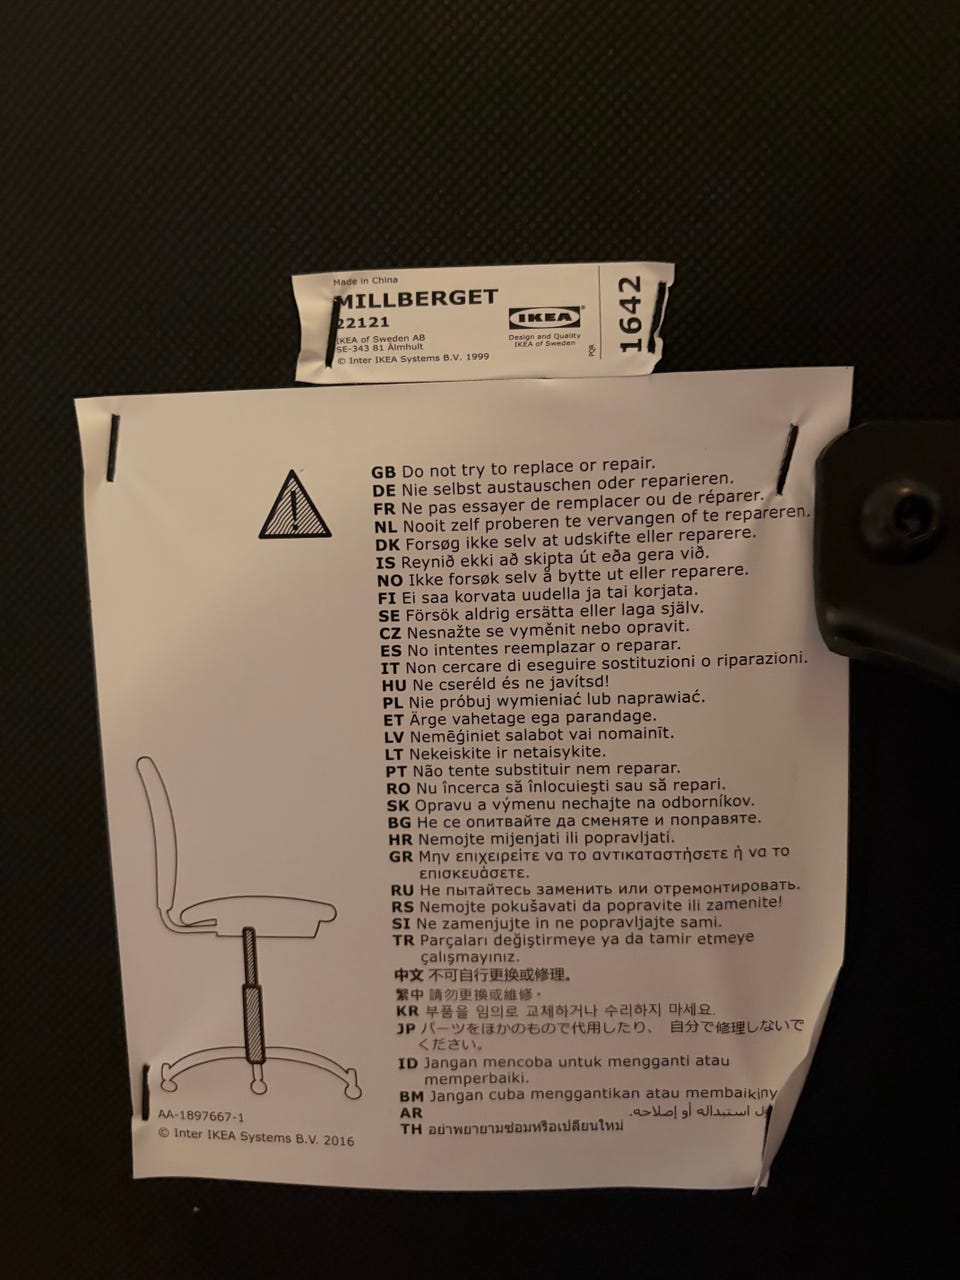 Made in China
MILLBERGET
22121
IKEA of Sweden AB
SE-343 81 Älmhult
© Inter IKEA Systems B.V. 1999
IKEA®
Design and Quality
IKEA of Sweden
PQR
1642
GB Do not try to replace or repair.
DE Nie selbst austauschen oder reparieren.
FR Ne pas essayer de remplacer ou de réparer.
NL Nooit zelf proberen te vervangen of te repareren.
DK Forsøg ikke selv at udskifte eller reparere.
IS Reynið ekki að skipta út eða gera við.
NO Ikke forsøk selv å bytte ut eller reparere.
FI Ei saa korvata uudella ja tai korjata.
SE Försök aldrig ersätta eller laga själv.
CZ Nesnažte se vyměnit nebo opravit.
ES No intentes reemplazar o reparar.
IT Non cercare di eseguire sostituzioni o riparazioni.
HU Ne cseréld és ne javítsd!
PL Nie próbuj wymieniać lub naprawiać.
ET Ärge vahetage ega parandage.
LV Nemēģiniet salabot vai nomainīt.
LT Nekeiskite ir netaisykite.
PT Não tente substituir nem reparar.
RO Nu încerca să înlocuieşti sau să repari.
SK Opravu a výmenu nechajte na odborníkov.
BG Не се опитвайте да сменяте и поправяте.
HR Nemojte mijenjati ili popravljati.
GR Μην επιχειρείτε να το αντικαταστήσετε ή να το
επισκευάσετε.
RU Не пытайтесь заменить или отремонтировать.
RS Nemojte pokušavati da popravite ili zamenite!
SI Ne zamenjujte in ne popravljajte sami.
TR Parçaları değiştirmeye ya da tamir etmeye
çalışmayınız.
中文 不可自行更换或修理。
繁中 請勿更換或維修。
KR 부품을 임의로 교체하거나 수리하지 마세요.
JP パーツをほかのもので代用したり、 自分で修理しないで
ください。
ID Jangan mencoba untuk mengganti atau
memperbaiki.
BM Jangan cuba menggantikan atau membaikiny
AR استبداله أو إصلاحه.
TH อย่าพยายามซ่อมหรือเปลี่ยนใหม่
AA-1897667-1
© Inter IKEA Systems B.V. 2016